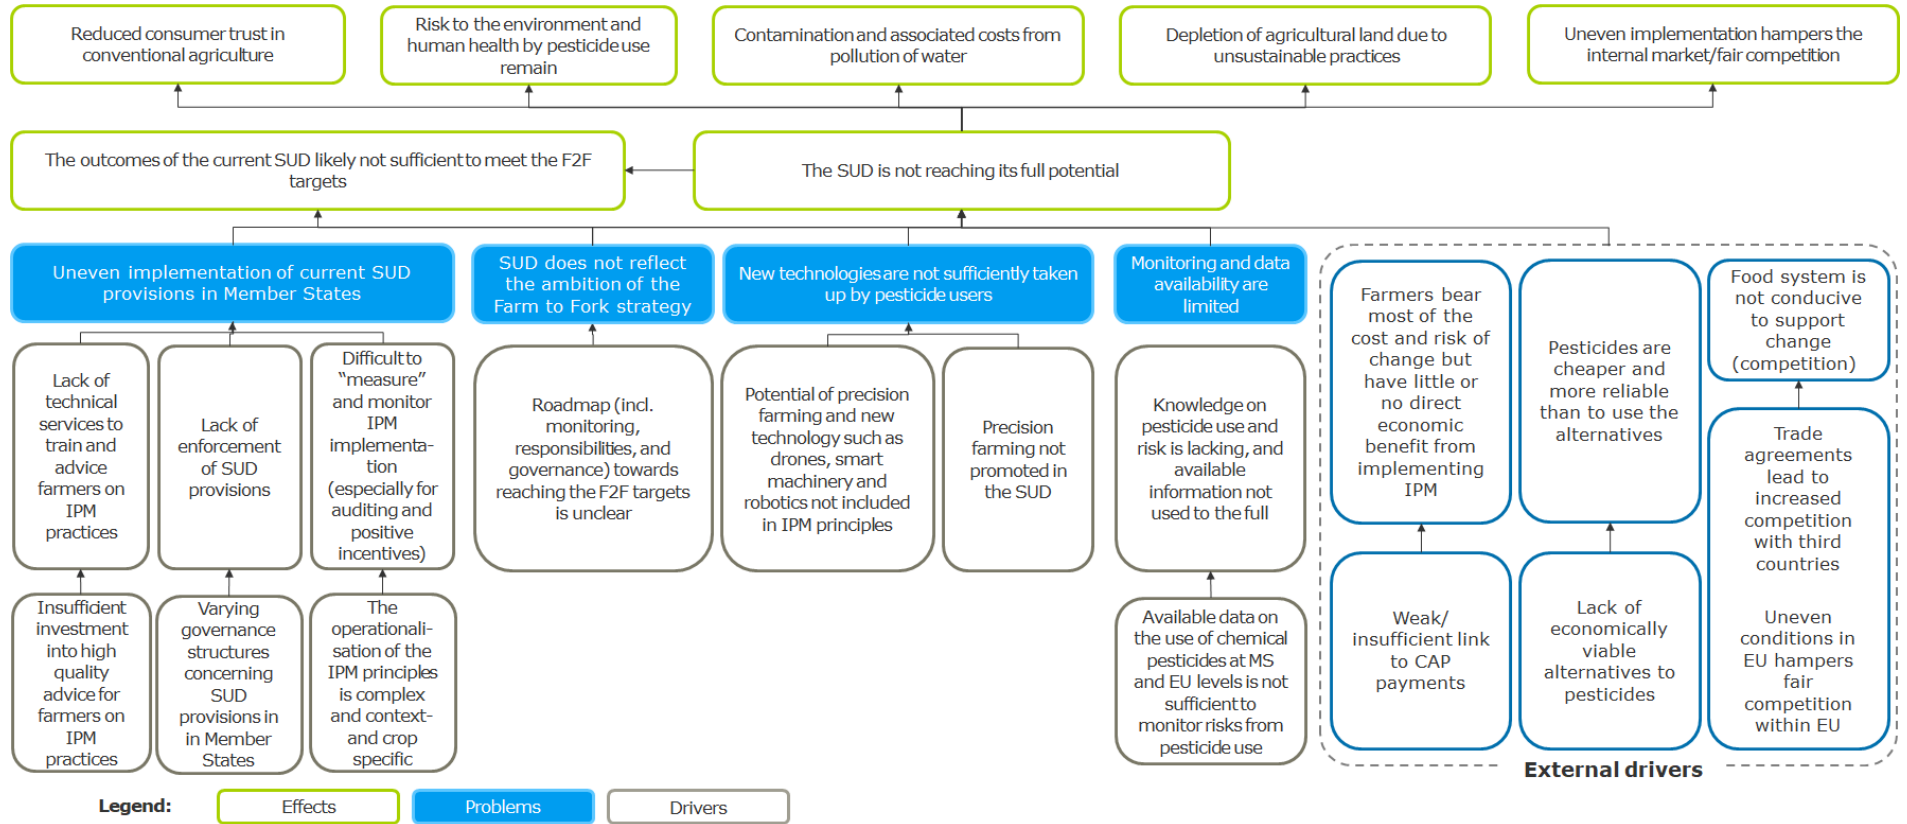 Reduced consumer trust in
conventional agriculture
Risk to the environment and
human health by pesticide use
remain
Contamination and associated costs from
pollution of water
Depletion of agricultural land due to
unsustainable practices
Uneven implementation hampers the
internal market/fair competition
The outcomes of the current SUD likely not sufficient to meet the F2F
targets
The SUD is not reaching its full potential
Uneven implementation of current SUD
provisions in Member States
SUD does not reflect
the ambition of the
Farm to Fork strategy
New technologies are not sufficiently taken
up by pesticide users
Monitoring and data
availability are
limited
Lack of
technical
services to
train and
advice
farmers on
IPM
practices
Lack of
enforcement
of SUD
provisions
Difficult to
“measure”
and monitor
IPM
implementa-
tion
(especially for
auditing and
positive
incentives)
Roadmap (incl.
monitoring,
responsibilities, and
governance) towards
reaching the F2F targets
is unclear
Potential of precision
farming and new
technology such as
drones, smart
machinery and
robotics not included
in IPM principles
Precision
farming not
promoted in
the SUD
Knowledge on
pesticide use and
risk is lacking, and
available
information not
used to the full
Farmers bear
most of the
cost and risk of
change but
have little or
no direct
economic
benefit from
implementing
IPM
Pesticides are
cheaper and
more reliable
than to use the
alternatives
Food system is
not conducive
to support
change
(competition)
Insufficient
investment
into high
quality
advice for
farmers on
IPM
practices
Varying
governance
structures
concerning
SUD
provisions in
in Member
States
The
operationali-
sation of the
IPM principles
is complex
and context-
and crop
specific
Available data on
the use of chemical
pesticides at MS
and EU levels is not
sufficient to
monitor risks from
pesticide use
Weak/
insufficient link
to CAP
payments
Lack of
economically
viable
alternatives to
pesticides
Trade
agreements
lead to
increased
competition
with third
countries
Uneven
conditions in
EU hampers
fair
competition
within EU
External drivers
Legend:
Effects
Problems
Drivers